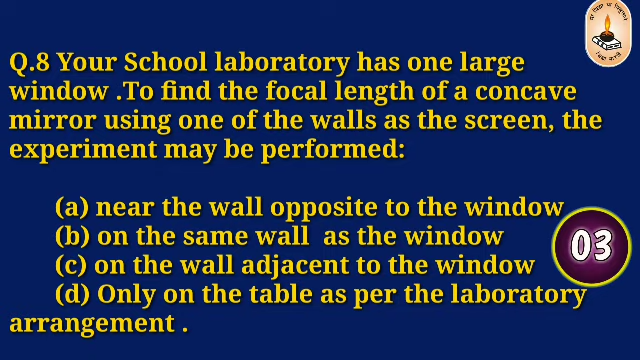 Q.8 Your School laboratory has one large
window .To find the focal length of a concave
mirror using one of the walls as the screen, the
experiment may be performed:
(a) near the wall opposite to the window
(b) on the same wall as the window
(c) on the wall adjacent to the window
(d) Only on the table as per the laboratory
arrangement .
03